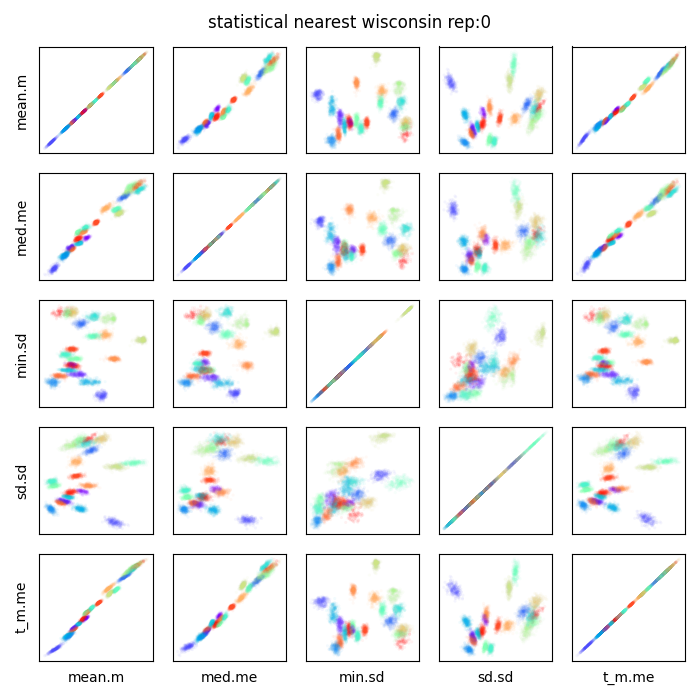 statistical nearest wisconsin rep:0
mean.m
med.me
min.sd
sd.sd
t_m.me
mean.m med.me min.sd sd.sd t_m.me